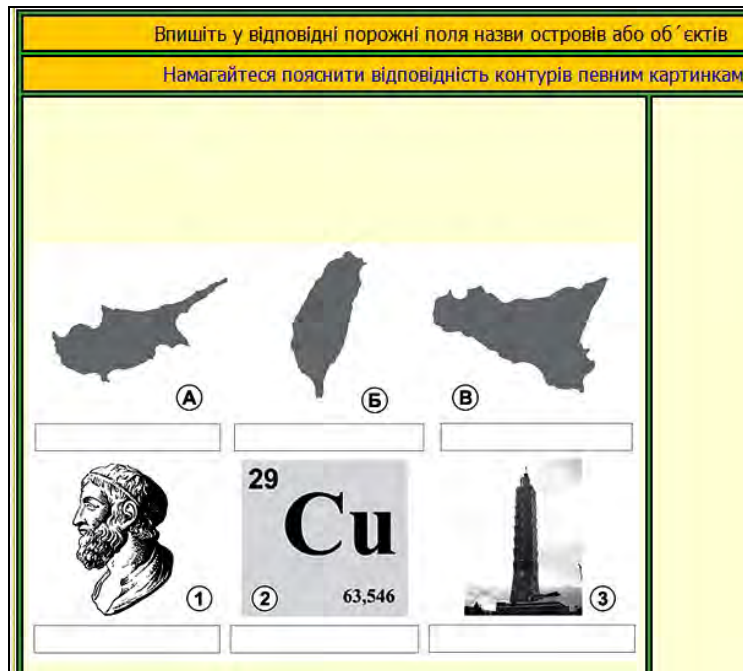 Впишіть у відповідні порожні поля назви островів або об´єктів
Намагайтеся пояснити відповідність контурів певним картинкам
А
Б
В
1
29
Cu
2
63,546
3